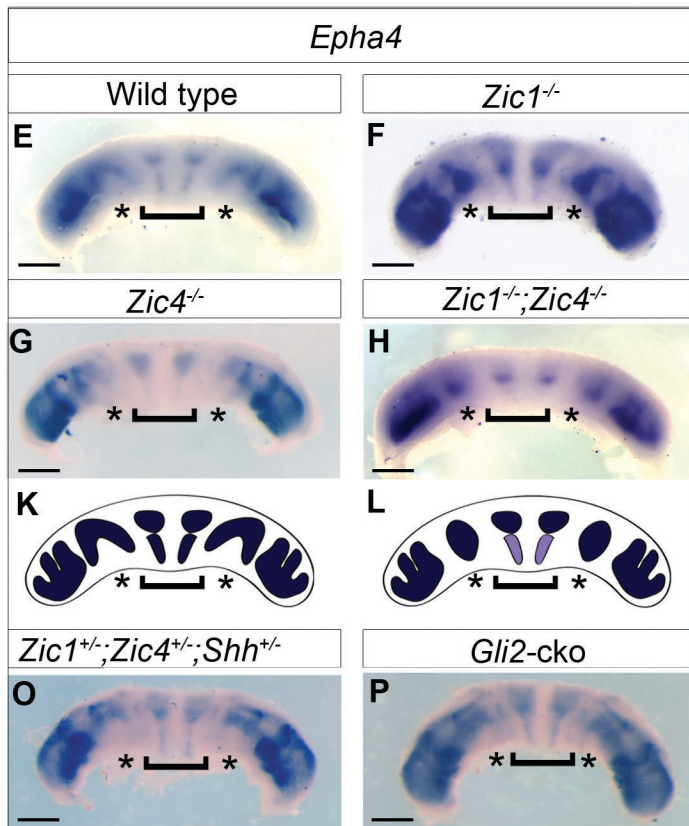 Epha4
Wild type
Zic1-/-
E
F
* *
* *
Zic4-/-
Zic1-/-;Zic4-/-
G
H
* *
* *
K
L
* *
* *
Zic1+/-;Zic4+/-;Shh+/-
Gli2-cko
O
P
* *
* *